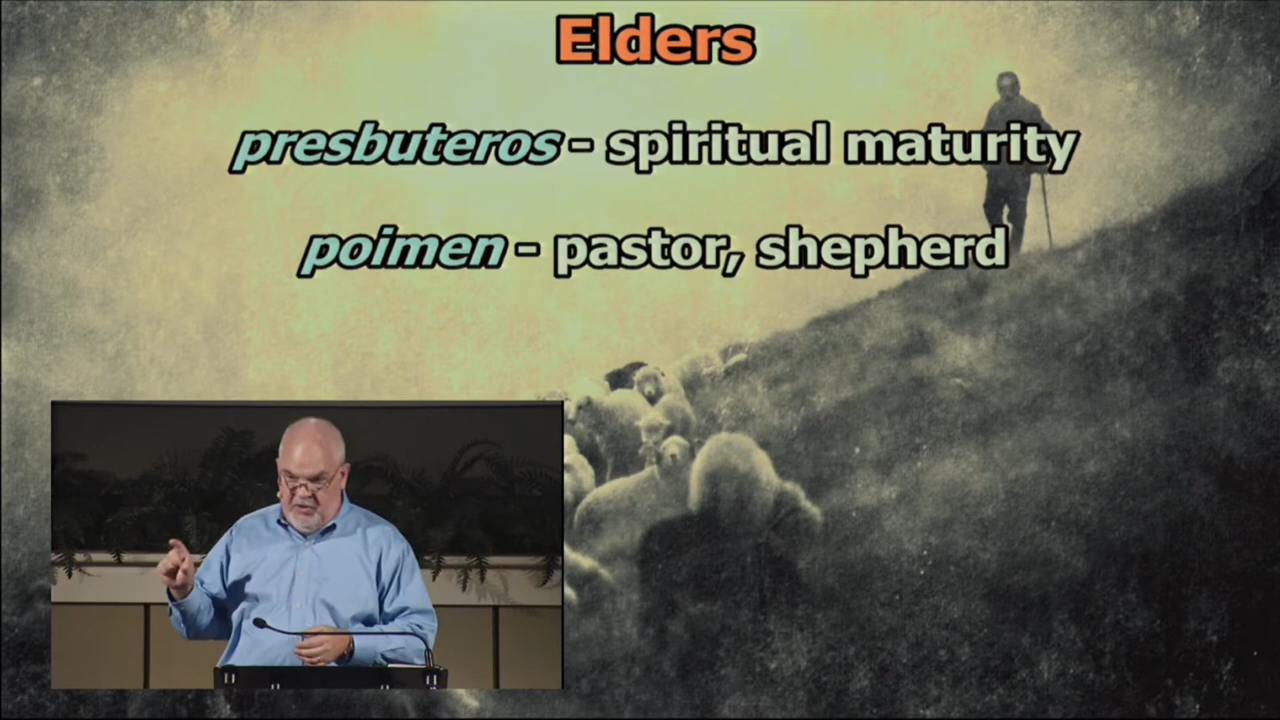 Elders
presbuteros - spiritual maturity
poimen - pastor, shepherd